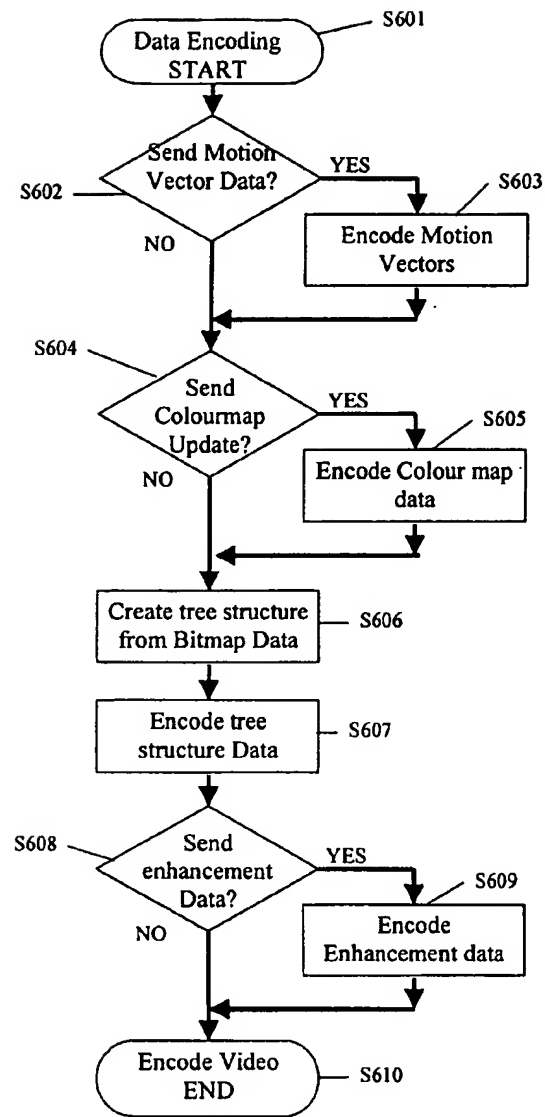 S601
Data Encoding
START
Send Motion
Vector Data?
YES
S602
S603
NO
Encode Motion
Vectors
S604
Send
Colourmap
Update?
YES
S605
NO
Encode Colour map
data
Create tree structure
from Bitmap Data
S606
Encode tree
structure Data
S607
S608
Send
enhancement
Data?
YES
S609
NO
Encode
Enhancement data
Encode Video
END
S610